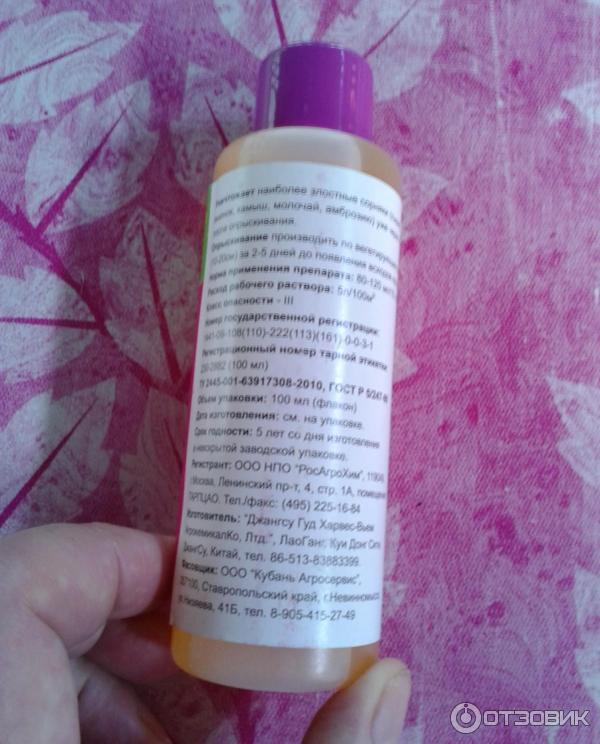 Уничтожает наиболее злостные сорняки
камыш, молочай, амброзию) уже
после опрыскивания.
Опрыскивание производить по
(10-20см) за 2-5 дней до появления всходов
Норма применения препарата: 80-120 мл
Расход рабочего раствора: 5л/100м²
Класс опасности - III
Номер государственной регистрации:
-108(110)-222(113)(161)-0-0-3-1
Регистрационный номер тарной этикетки
(100 мл)
ТУ 2445-001-63917308-2010, ГОСТ Р
Объем упаковки: 100 мл (флакон)
Дата изготовления: см. на упаковке.
Срок годности: 5 лет со дня изготовления
в невскрытой заводской упаковке.
Регистрант: ООО НПО "РосАгроХим",
г.Москва, Ленинский пр-т, 4, стр. 1А,
ТАРПЦАО. Тел./факс: (495) 225-16-84
Изготовитель: "Джангсу Гуд Харвес-Вьен
АгрокемикалКо, Лтд.", ЛаоГанг, Куи Донг Сити
ДжангСу, Китай, тел. 86-513-83883399.
Фасовщик: ООО "Кубань Агросервис",
357100, Ставропольский край, г.Невинномысск
41Б, тел. 8-905-415-27-49
ОТЗОВИК